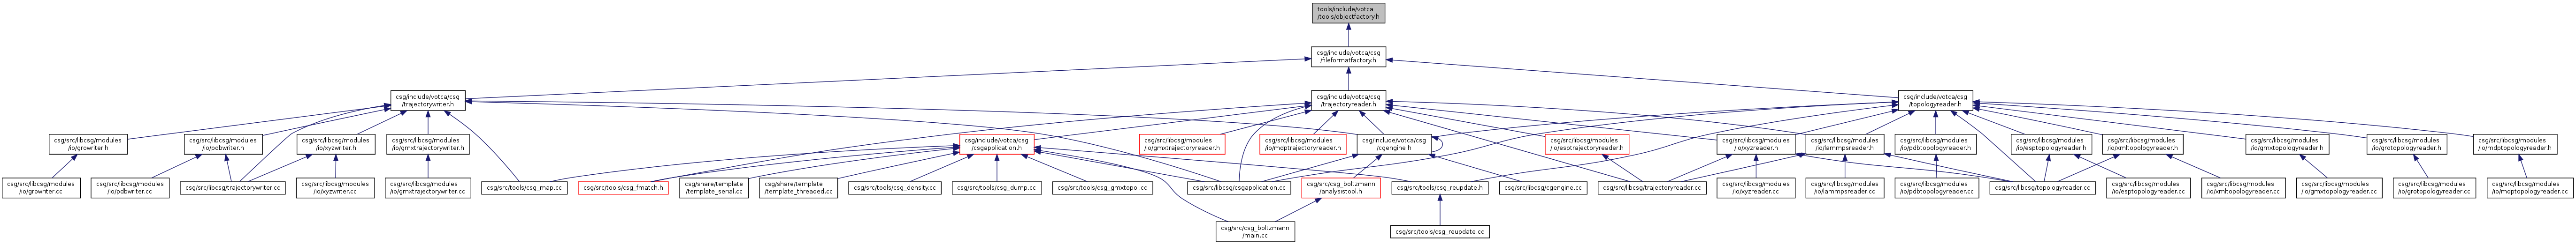 tools/include/votca
/tools/objectfactory.h
csg/include/votca/csg
/fileformatfactory.h
csg/include/votca/csg
/trajectorywriter.h
csg/include/votca/csg
/trajectoryreader.h
csg/include/votca/csg
/topologyreader.h
csg/src/libcsg/modules
/io/growriter.h
csg/src/libcsg/modules
/io/pdbwriter.h
csg/src/libcsg/modules
/io/xyzwriter.h
csg/src/libcsg/modules
/io/gmxtrajectorywriter.h
csg/include/votca/csg
/csgapplication.h
csg/src/libcsg/modules
/io/gmxtrajectoryreader.h
csg/src/libcsg/modules
/io/mdptrajectoryreader.h
csg/include/votca/csg
/cgengine.h
csg/src/libcsg/modules
/io/esptrajectoryreader.h
csg/src/libcsg/modules
/io/xyzreader.h
csg/src/libcsg/modules
/io/lammpsreader.h
csg/src/libcsg/modules
/io/pdbtopologyreader.h
csg/src/libcsg/modules
/io/esptopologyreader.h
csg/src/libcsg/modules
/io/xmltopologyreader.h
csg/src/libcsg/modules
/io/gmxtopologyreader.h
csg/src/libcsg/modules
/io/grotopologyreader.h
csg/src/libcsg/modules
/io/mdptopologyreader.h
csg/src/libcsg/modules
/io/growriter.cc
csg/src/libcsg/modules
/io/pdbwriter.cc
csg/src/libcsg/trajectorywriter.cc
csg/src/libcsg/modules
/io/xyzwriter.cc
csg/src/libcsg/modules
/io/gmxtrajectorywriter.cc
csg/src/tools/csg_map.cc
csg/src/tools/csg_fmatch.h
csg/share/template
/template_serial.cc
csg/share/template
/template_threaded.cc
csg/src/tools/csg_density.cc
csg/src/tools/csg_dump.cc
csg/src/tools/csg_gmxtopol.cc
csg/src/libcsg/csgapplication.cc
csg/src/csg_boltzmann
/analysistool.h
csg/src/tools/csg_reupdate.h
csg/src/libcsg/cgengine.cc
csg/src/libcsg/trajectoryreader.cc
csg/src/libcsg/modules
/io/xyzreader.cc
csg/src/libcsg/modules
/io/lammpsreader.cc
csg/src/libcsg/modules
/io/pdbtopologyreader.cc
csg/src/libcsg/topologyreader.cc
csg/src/libcsg/modules
/io/esptopologyreader.cc
csg/src/libcsg/modules
/io/xmltopologyreader.cc
csg/src/libcsg/modules
/io/gmxtopologyreader.cc
csg/src/libcsg/modules
/io/grotopologyreader.cc
csg/src/libcsg/modules
/io/mdptopologyreader.cc
csg/src/csg_boltzmann
/main.cc
csg/src/tools/csg_reupdate.cc